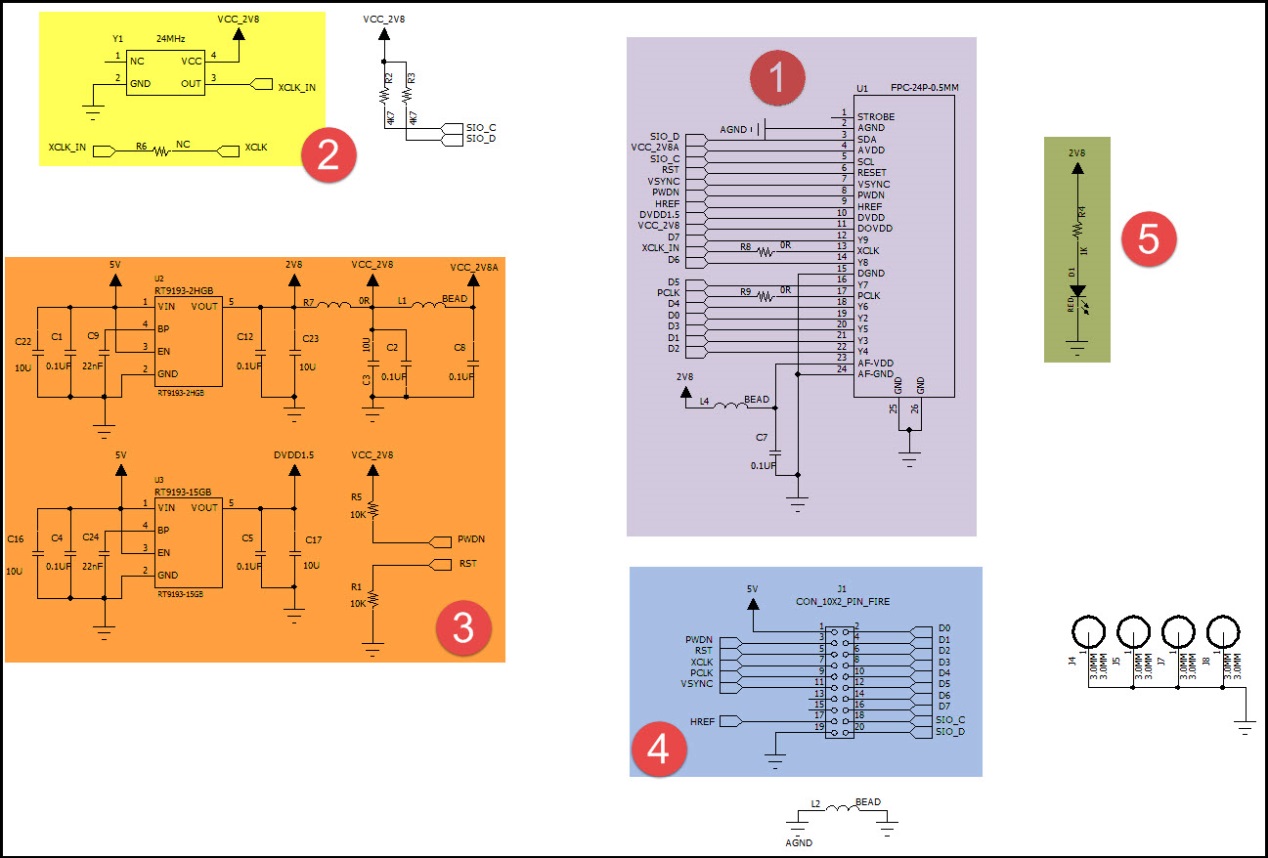 VCC_2V8
Y1 24MHz
1 NC VCC 4
2 GND OUT 3
XCLK_IN
XCLK_IN R6 NC XCLK
2
VCC_2V8
R2 R3
4K7 4K7
SIO_C
SIO_D
1
U1 FPC-24P-0.5MM
1 STROBE
AGND 2 AGND
SIO_D 3 SDA
VCC_2V8A 4 AVDD
SIO_C 5 SCL
RST 6 RESET
VSYNC 7 VSYNC
PWDN 8 PWDN
HREF 9 HREF
DVDD1.5 10 DVDD
VCC_2V8 11 DOVDD
D7 12 Y9
XCLK_IN R8 0R 13 XCLK
D6 14 Y8
15 DGND
D5 16 Y7
PCLK R9 0R 17 PCLK
D4 18 Y6
D0 19 Y2
D3 20 Y5
D1 21 Y3
D2 22 Y4
23 AF-VDD
24 AF-GND
GND GND
25 26
2V8
L4 BEAD
C7
0.1UF
2V8
R4
1K
D1
RED
5
5V
U2
RT9193-2HGB
1 VIN VOUT 5
4 BP
3 EN
2 GND
RT9193-2HGB
C22 C1 C9
10U 0.1UF 22nF
2V8
C12 C23
0.1UF 10U
R7 0R
VCC_2V8
L1 BEAD
VCC_2V8A
10U C2 C8
C3 0.1UF 0.1UF
5V
U3
RT9193-15GB
1 VIN VOUT 5
4 BP
3 EN
2 GND
RT9193-15GB
C16 C4 C24
10U 0.1UF 22nF
DVDD1.5
C5 C17
0.1UF 10U
VCC_2V8
R5
10K
PWDN
RST
R1
10K
3
5V
J1
CON_10X2_PIN_FIRE
1 2 D0
PWDN 3 4 D1
RST 5 6 D2
XCLK 7 8 D3
PCLK 9 10 D4
VSYNC 11 12 D5
13 14 D6
15 16 D7
HREF 17 18 SIO_C
19 20 SIO_D
4
L2 BEAD
AGND
1 1 1 1
J4 3.0MM 3.0MM J5 3.0MM 3.0MM J7 3.0MM 3.0MM J8 3.0MM 3.0MM